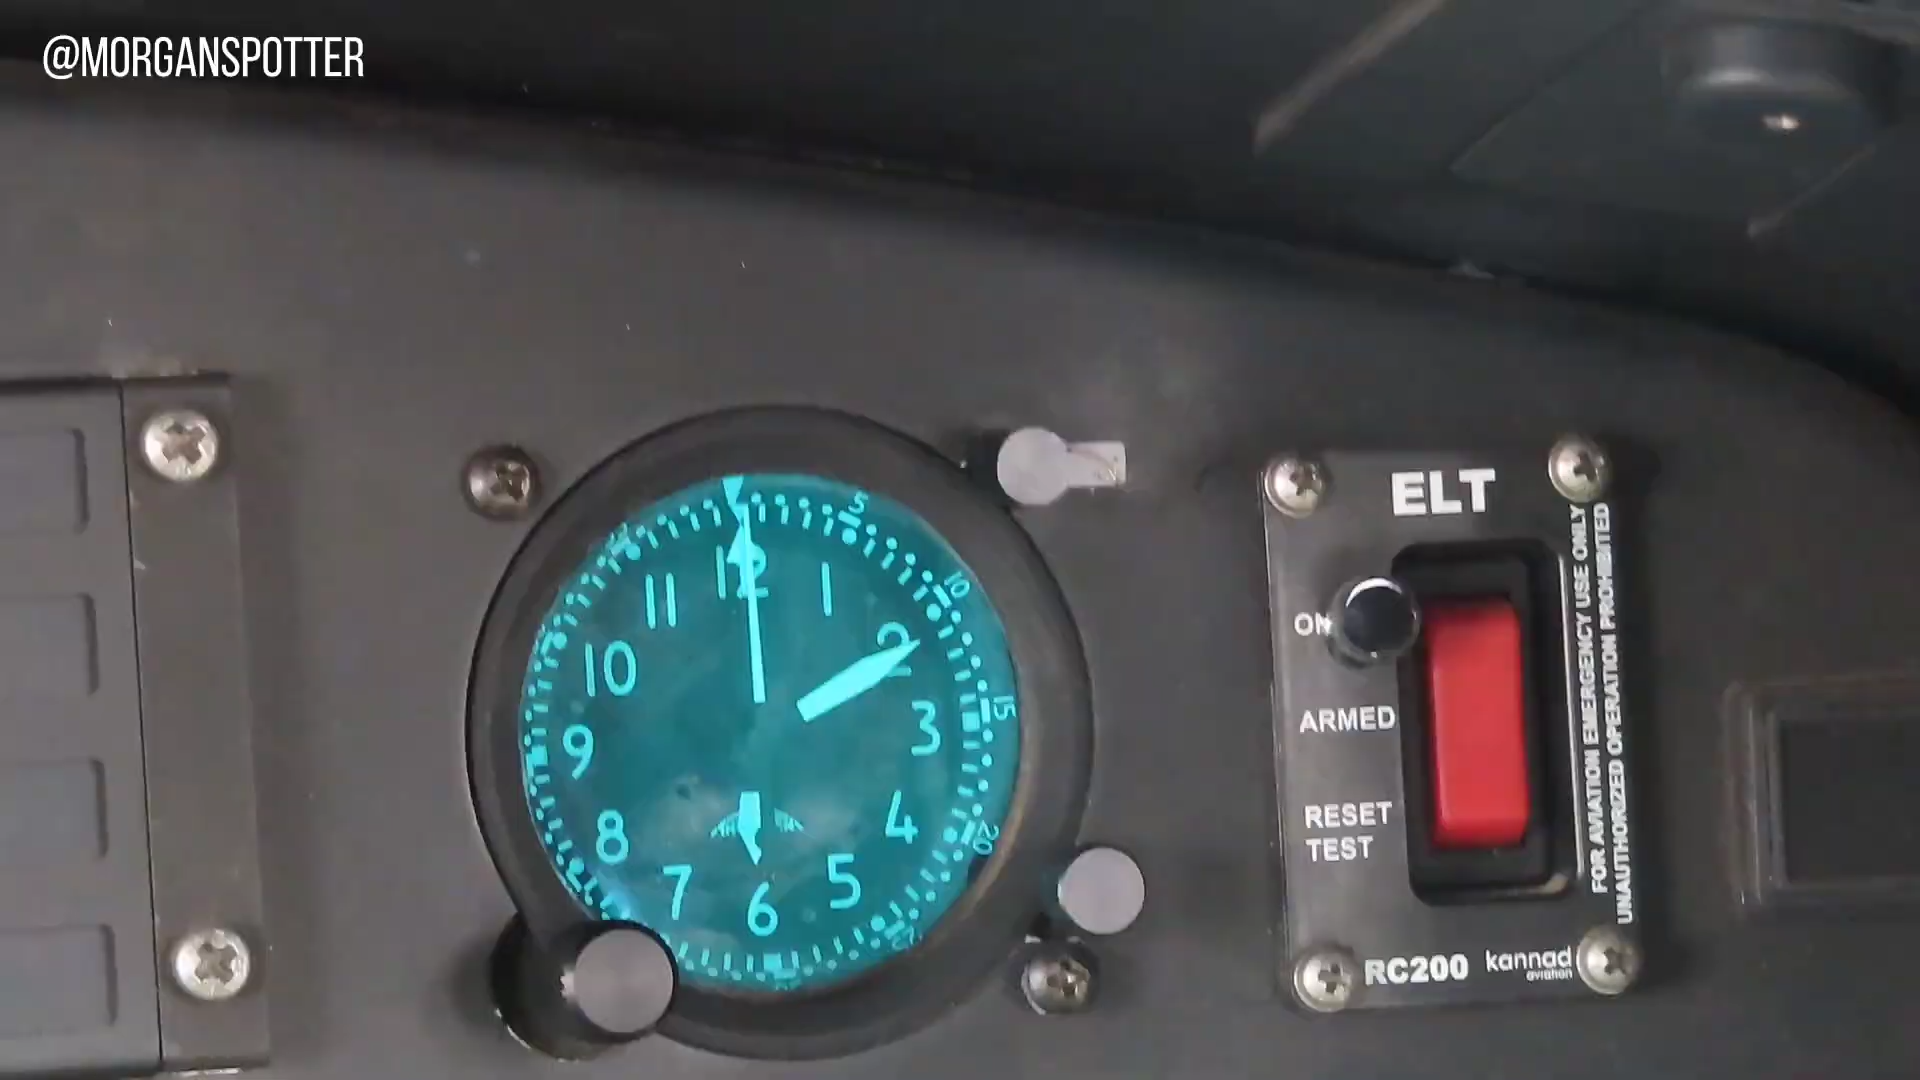 @MORGANSPOTTER
5
10
15
20
25
12
1
2
3
4
5
6
7
8
9
10
11
ELT
ON
ARMED
RESET
TEST
FOR AVIATION EMERGENCY USE ONLY
UNAUTHORIZED OPERATION PROHIBITED
RC200 kannad
aviation